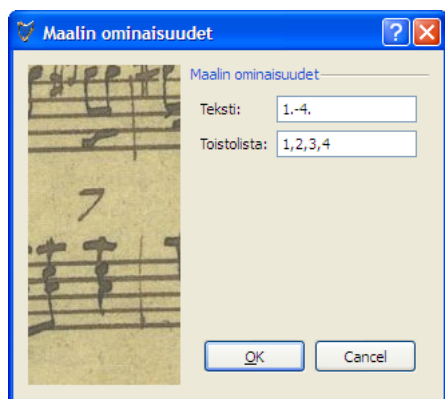 Maalin ominaisuudet
Maalin ominaisuudet
Teksti: 1.-4.
Toistolista: 1,2,3,4
7
OK Cancel